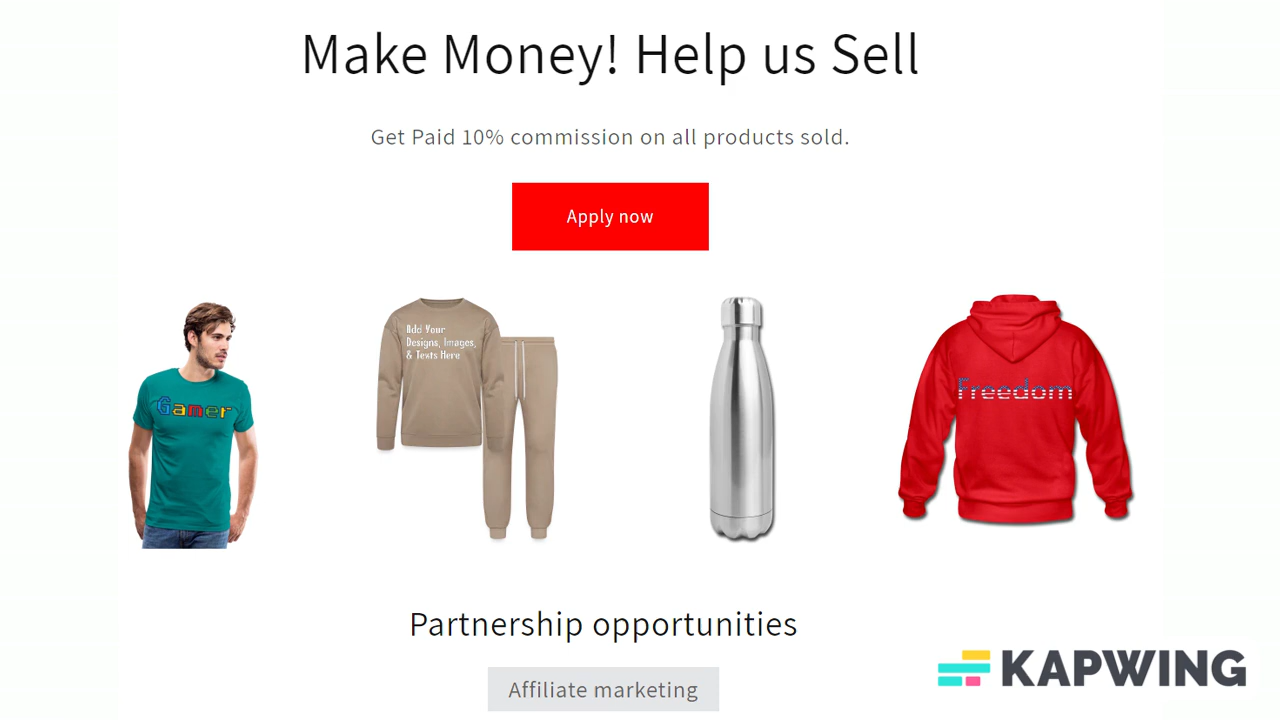 Make Money! Help us Sell
Get Paid 10% commission on all products sold.
Apply now
Gamer
Add Your
Designs, Images,
& Texts Here
Freedom
Partnership opportunities
Affiliate marketing
KAPWING